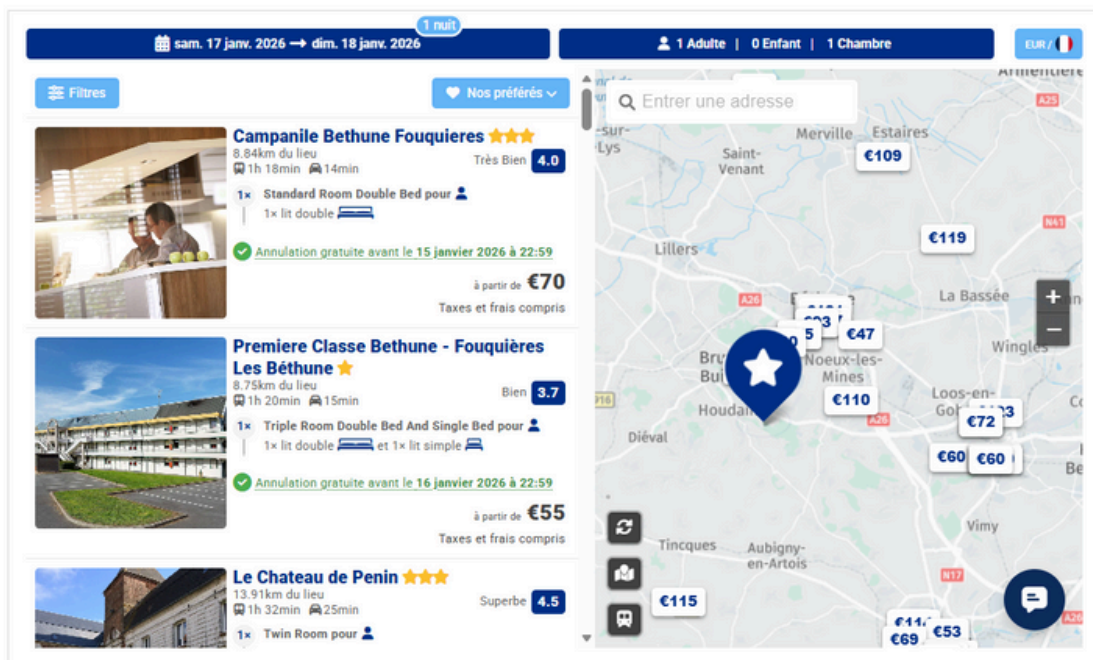 1 nuit
sam. 17 janv. 2026 → dim. 18 janv. 2026
1 Adulte | 0 Enfant | 1 Chambre
EUR /
Filtres
Nos préférés
Campanile Bethune Fouquieres
8.84km du lieu
1h 18min 14min
Très Bien 4.0
1× Standard Room Double Bed pour
1× lit double
Annulation gratuite avant le 15 janvier 2026 à 22:59
à partir de €70
Taxes et frais compris
Premiere Classe Bethune - Fouquières
Les Béthune
8.75km du lieu
1h 20min 15min
Bien 3.7
1× Triple Room Double Bed And Single Bed pour
1× lit double et 1× lit simple
Annulation gratuite avant le 16 janvier 2026 à 22:59
à partir de €55
Taxes et frais compris
Le Chateau de Penin
13.91km du lieu
1h 32min 25min
Superbe 4.5
1× Twin Room pour
Entrer une adresse
A25
-sur-
Lys
Merville
Estaires
Saint-
Venant
€109
N41
€119
Lillers
A26
La Bassée
€47
Wingles
Noeux-les-
Mines
€110
A26
Loos-en-
€72
Diéval
€60
€60
Vimy
Tincques
Aubigny-
en-Artois
N17
€115
€69
€53
A26